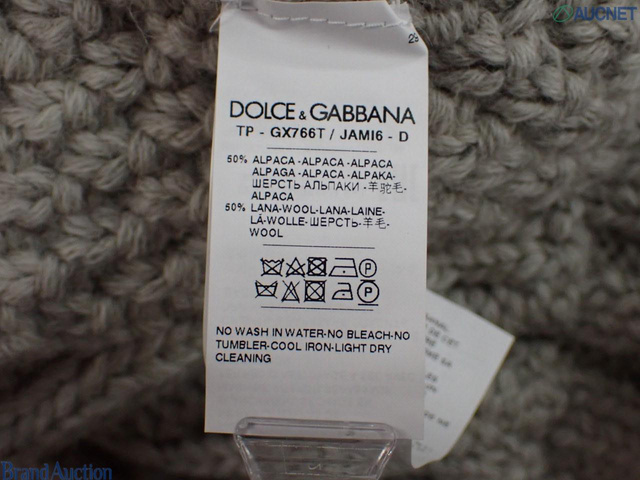 AUCNET
DOLCE & GABBANA
TP - GX766T / JAMI6 - D
50% ALPACA-ALPACA-ALPACA
ALPAGA-ALPACA-ALPAKA-
ШЕРСТЬ АЛЬПАКИ-羊驼毛-
ALPACA
50% LANA-WOOL-LANA-LAINE-
LÃ-WOLLE-ШЕРСТЬ-羊毛-
WOOL
P
P
NO WASH IN WATER-NO BLEACH-NO
TUMBLER-COOL IRON-LIGHT DRY
CLEANING
Brand Auction